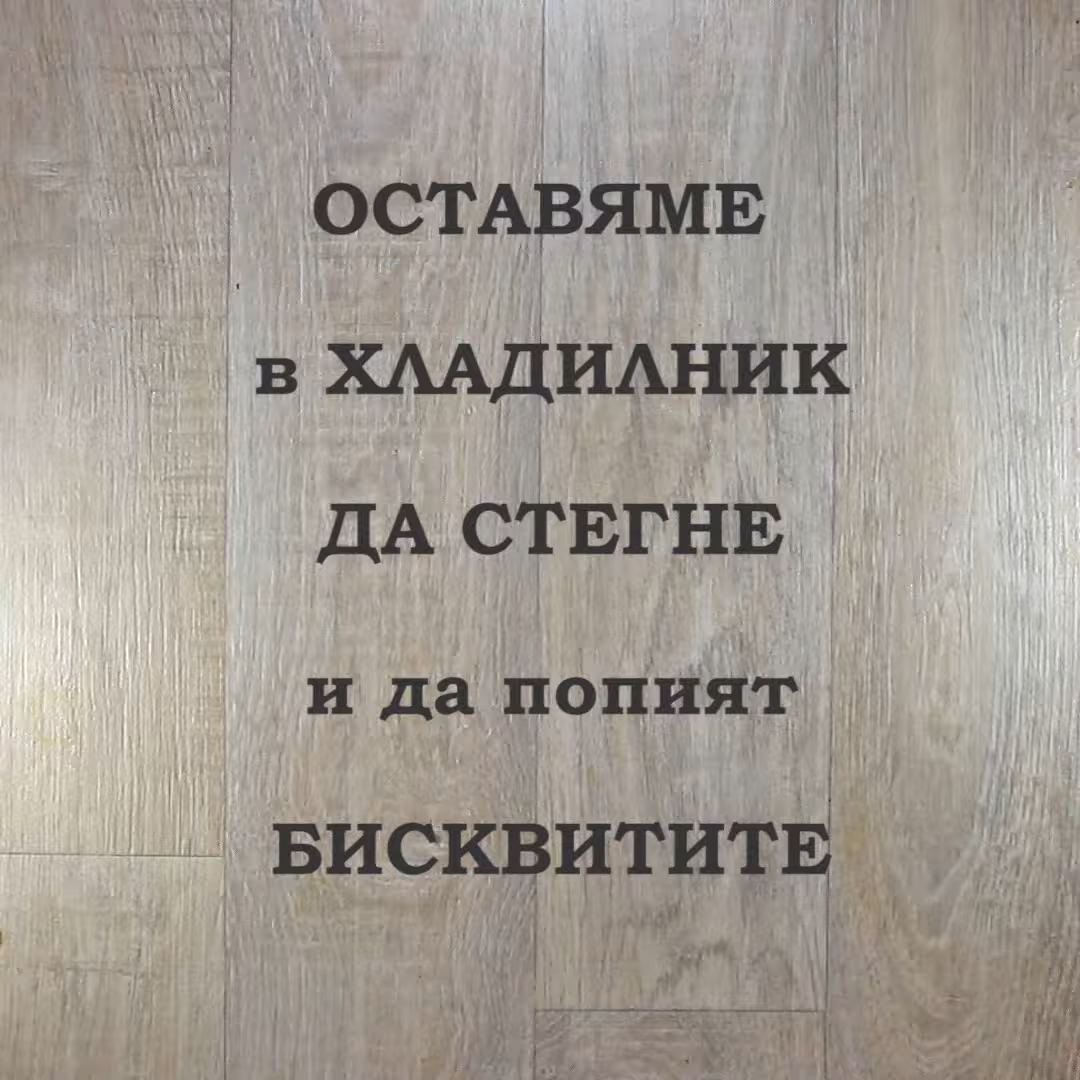 ОСТАВЯМЕ
в ХЛАДИЛНИК
ДА СТЕГНЕ
и да попият
БИСКВИТИТЕ